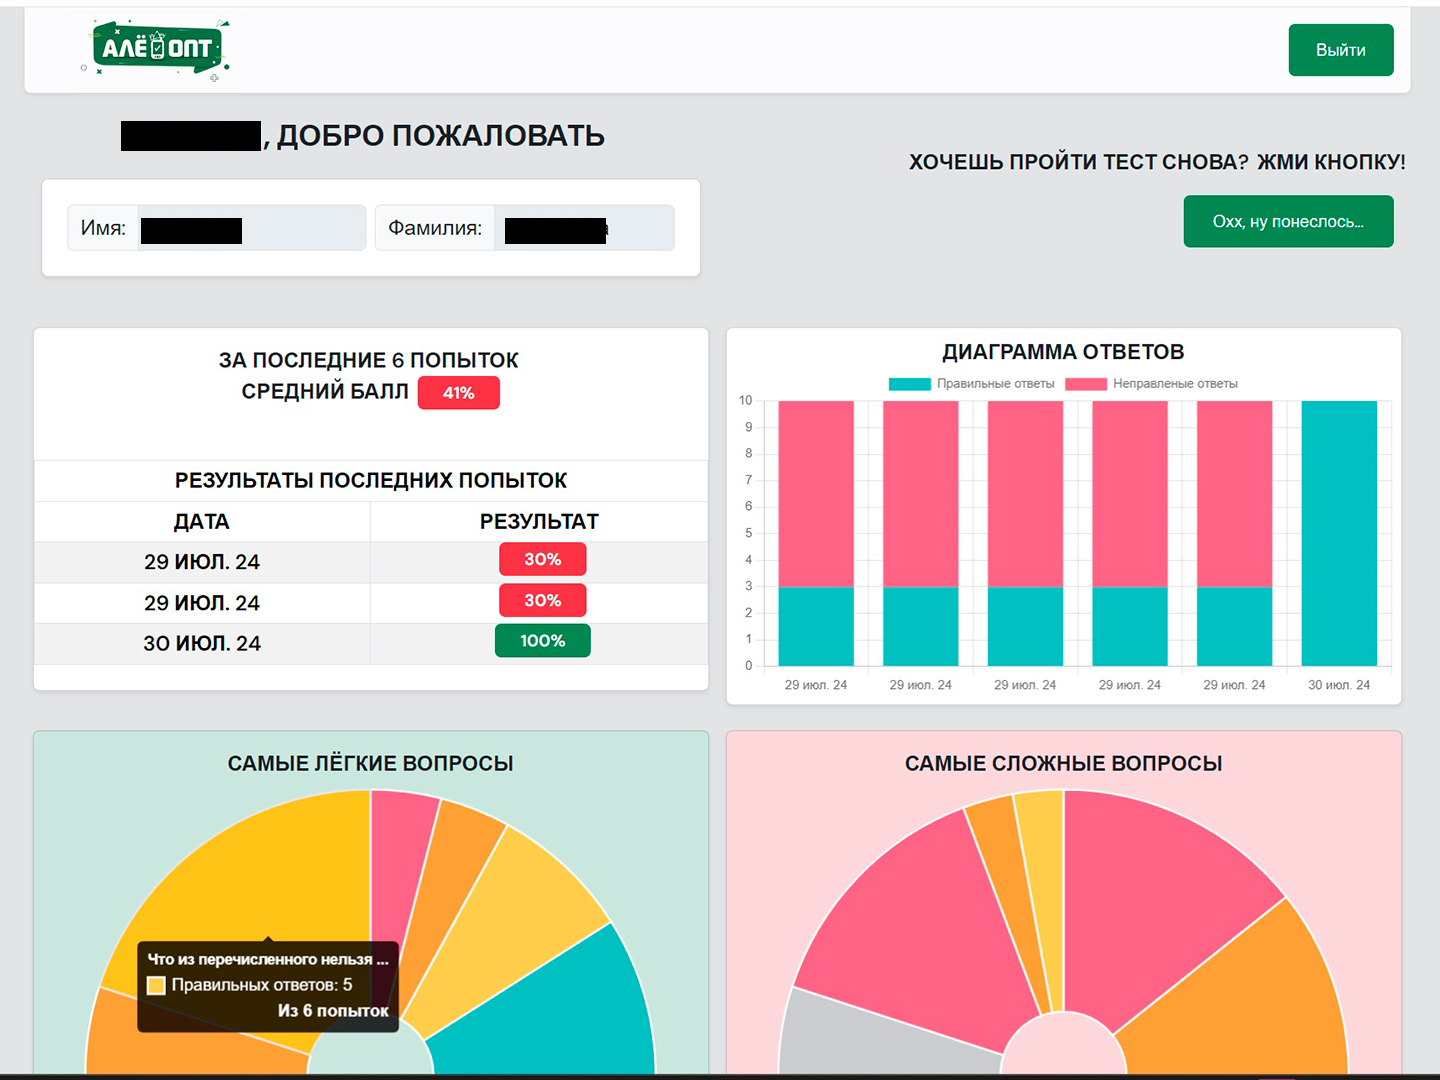 АЛЁ ОПТ
Выйти
, ДОБРО ПОЖАЛОВАТЬ
ХОЧЕШЬ ПРОЙТИ ТЕСТ СНОВА? ЖМИ КНОПКУ!
Имя:
Фамилия:
Охх, ну понеслось...
ЗА ПОСЛЕДНИЕ 6 ПОПЫТОК
СРЕДНИЙ БАЛЛ 41%
РЕЗУЛЬТАТЫ ПОСЛЕДНИХ ПОПЫТОК
ДАТА РЕЗУЛЬТАТ
29 ИЮЛ. 24 30%
29 ИЮЛ. 24 30%
30 ИЮЛ. 24 100%
ДИАГРАММА ОТВЕТОВ
Правильные ответы Неправленые ответы
10
9
8
7
6
5
4
3
2
1
0
29 июл. 24 29 июл. 24 29 июл. 24 29 июл. 24 29 июл. 24 30 июл. 24
САМЫЕ ЛЁГКИЕ ВОПРОСЫ
Что из перечисленного нельзя ...
Правильных ответов: 5
Из 6 попыток
САМЫЕ СЛОЖНЫЕ ВОПРОСЫ